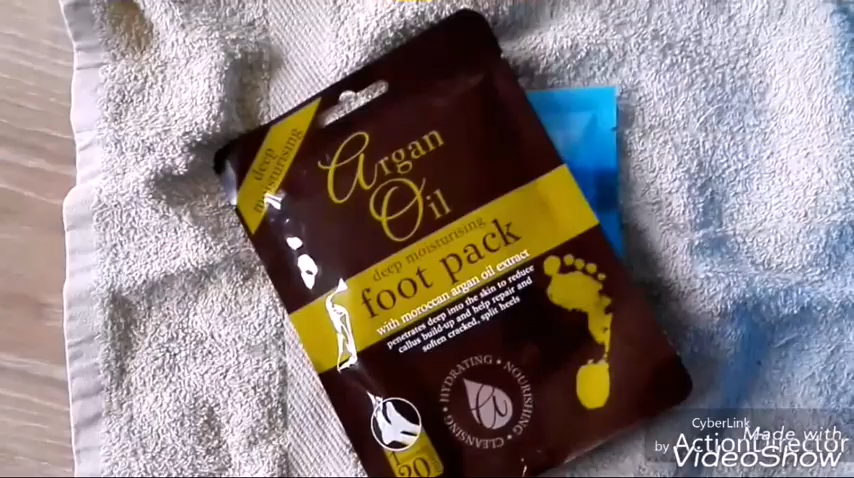 deep
moisturising
Argan
Oil
deep moisturising
foot pack
with moroccan argan oil extract
penetrates deep into the skin to reduce
callus build-up and help repair and
soften cracked, split heels
HYDRATING • NOURISHING • CLEANSING •
1
20
CyberLink
by ActionDirector
Made with
VideoShow